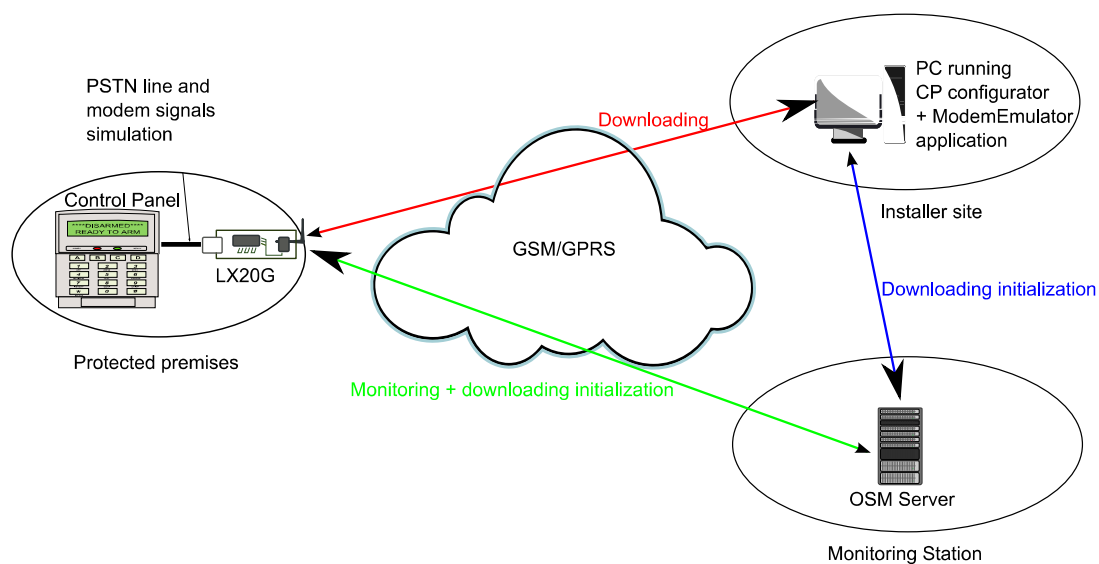 PSTN line and
modem signals
simulation
Control Panel
****DISARMED****
READY TO ARM
A B C D
LX20G
Protected premises
Downloading
GSM/GPRS
Monitoring + downloading initialization
PC running
CP configurator
+ ModemEmulator
application
Installer site
Downloading initialization
OSM Server
Monitoring Station